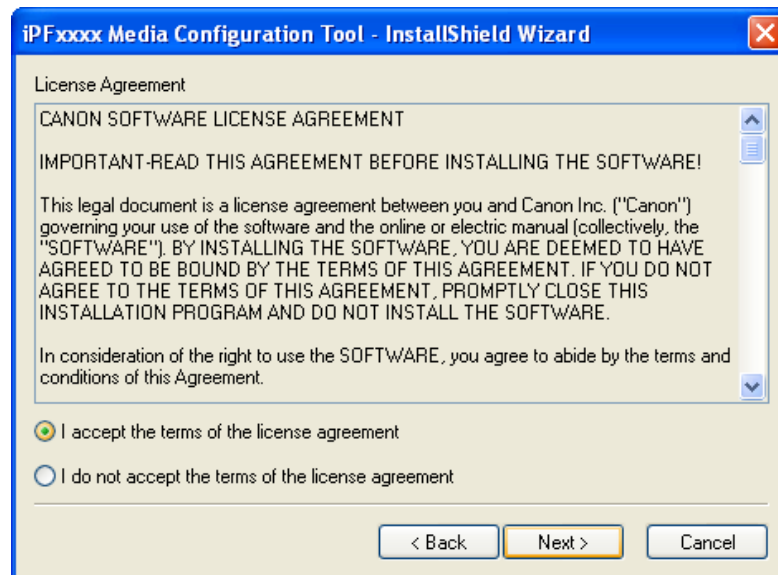 iPFxxxx Media Configuration Tool - InstallShield Wizard
License Agreement
CANON SOFTWARE LICENSE AGREEMENT
IMPORTANT-READ THIS AGREEMENT BEFORE INSTALLING THE SOFTWARE!
This legal document is a license agreement between you and Canon Inc. ("Canon")
governing your use of the software and the online or electric manual (collectively, the
"SOFTWARE"). BY INSTALLING THE SOFTWARE, YOU ARE DEEMED TO HAVE
AGREED TO BE BOUND BY THE TERMS OF THIS AGREEMENT. IF YOU DO NOT
AGREE TO THE TERMS OF THIS AGREEMENT, PROMPTLY CLOSE THIS
INSTALLATION PROGRAM AND DO NOT INSTALL THE SOFTWARE.
In consideration of the right to use the SOFTWARE, you agree to abide by the terms and
conditions of this Agreement.
I accept the terms of the license agreement
I do not accept the terms of the license agreement
< Back Next > Cancel